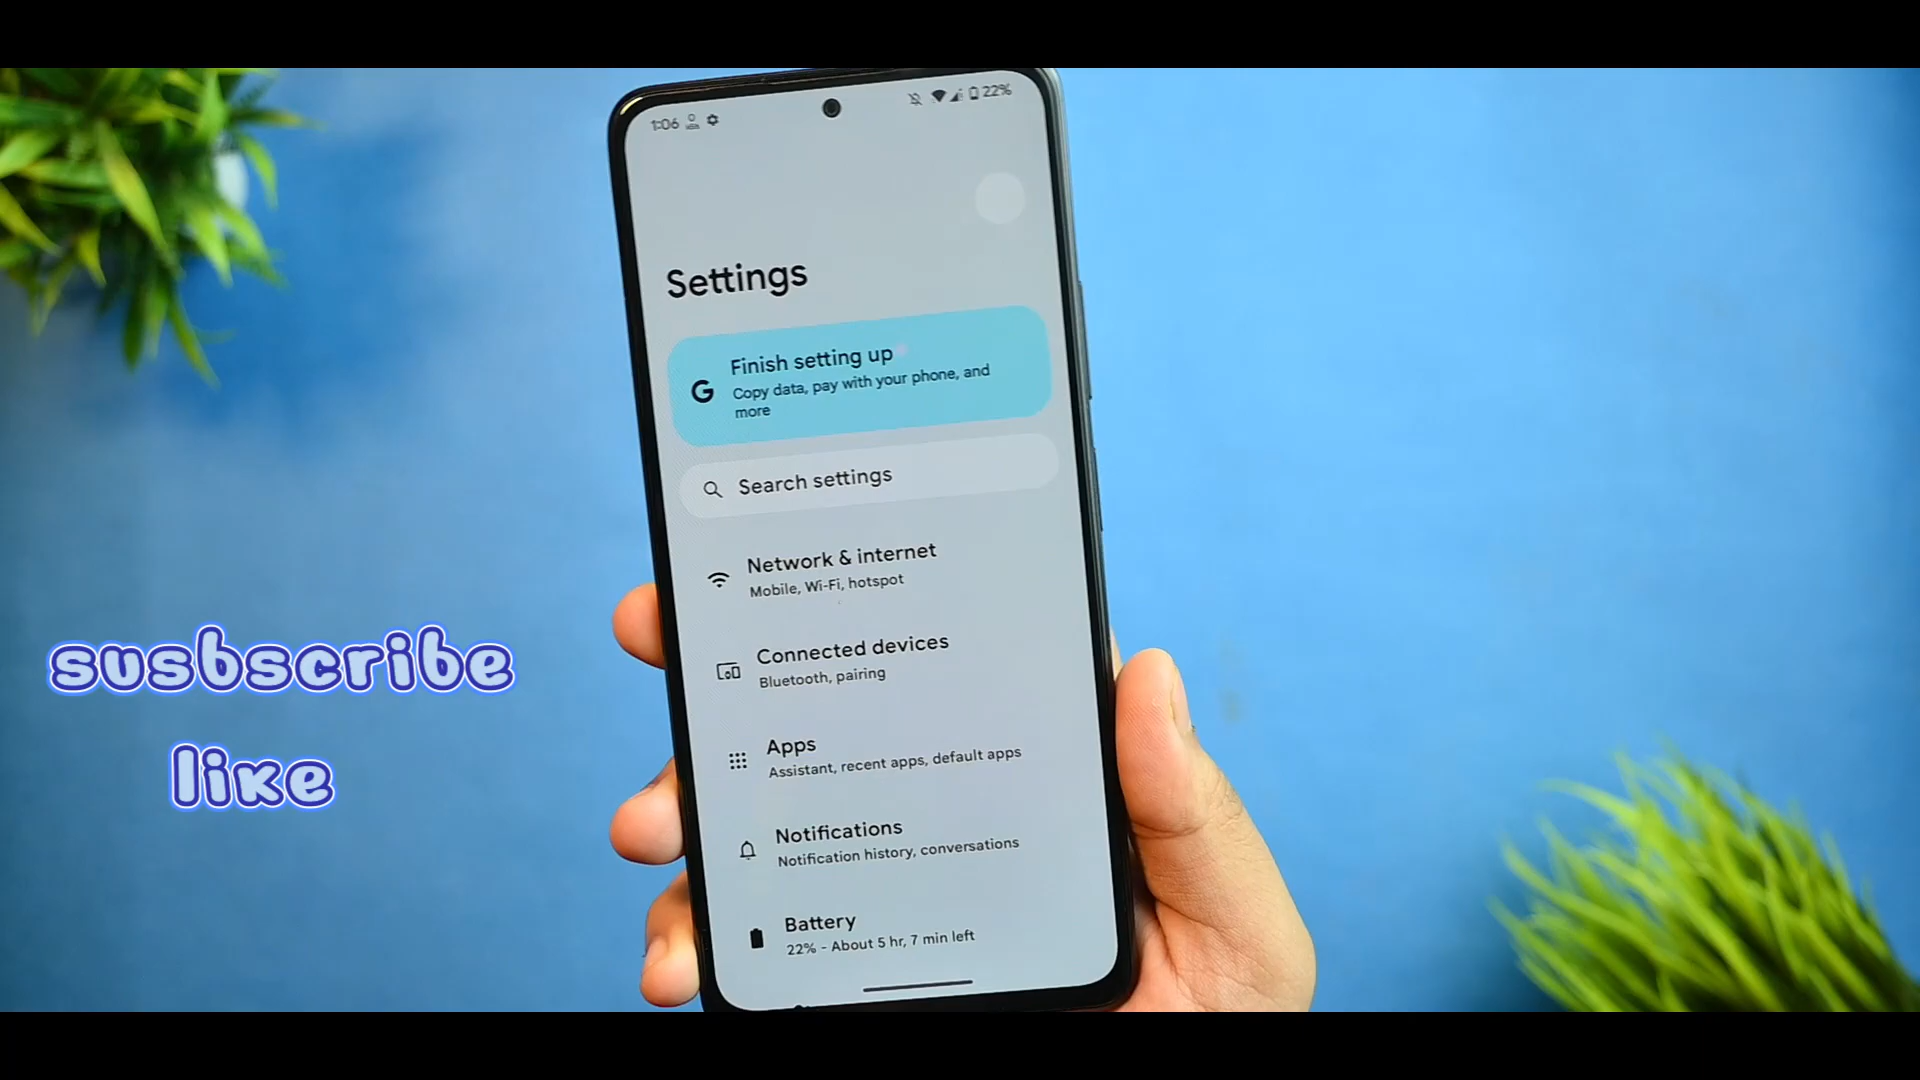 1:06 22%
Settings
Finish setting up
Copy data, pay with your phone, and
more
Search settings
Network & internet
Mobile, Wi-Fi, hotspot
Connected devices
Bluetooth, pairing
Apps
Assistant, recent apps, default apps
Notifications
Notification history, conversations
Battery
22% - About 5 hr, 7 min left
susbscribe
like